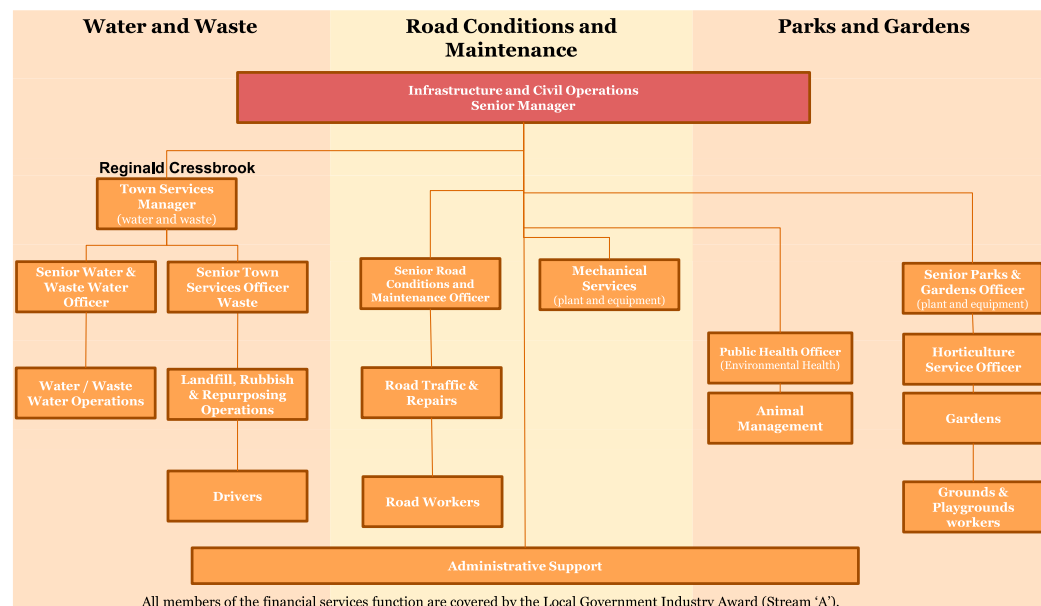 Water and Waste
Road Conditions and
Maintenance
Parks and Gardens
Infrastructure and Civil Operations
Senior Manager
Reginald Cressbrook
Town Services
Manager
(water and waste)
Senior Water &
Waste Water
Officer
Senior Town
Services Officer
Waste
Senior Road
Conditions and
Maintenance Officer
Mechanical
Services
(plant and equipment)
Senior Parks &
Gardens Officer
(plant and equipment)
Public Health Officer
(Environmental Health)
Horticulture
Service Officer
Water / Waste
Water Operations
Landfill, Rubbish
& Repurposing
Operations
Road Traffic &
Repairs
Animal
Management
Gardens
Drivers
Road Workers
Grounds &
Playgrounds
workers
Administrative Support
All members of the financial services function are covered by the Local Government Industry Award (Stream ‘A’).